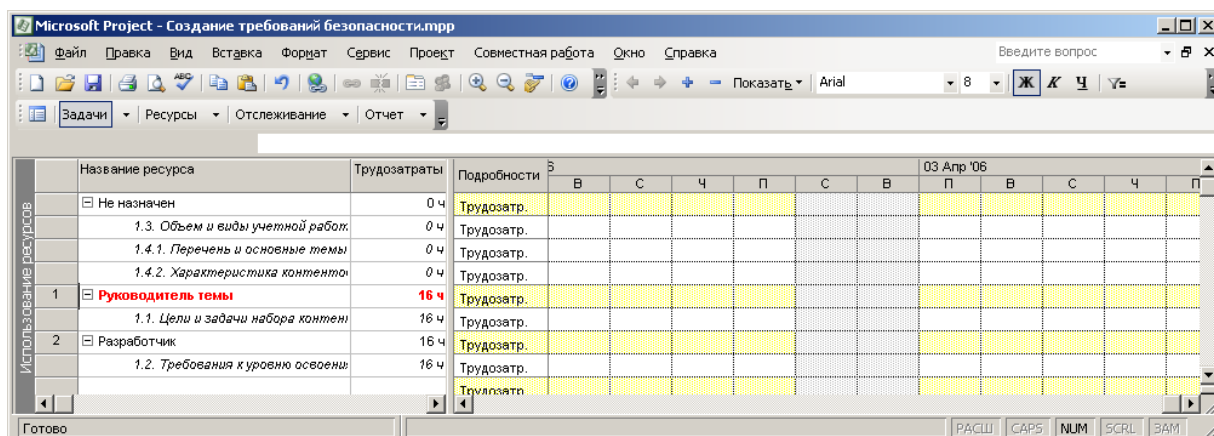 Microsoft Project - Создание требований безопасности.mpp
Файл Правка Вид Вставка Формат Сервис Проект Совместная работа Окно Справка Введите вопрос
Показать Arial 8 Ж К Ч
Задачи Ресурсы Отслеживание Отчет
Название ресурса Трудозатраты Подробности 03 Апр '06
В С Ч П С В П В С Ч П
Не назначен 0 ч Трудозатр.
1.3. Объем и виды учетной работ 0 ч Трудозатр.
1.4.1. Перечень и основные темы 0 ч Трудозатр.
1.4.2. Характеристика контенто 0 ч Трудозатр.
1 Руководитель темы 16 ч Трудозатр.
1.1. Цели и задачи набора контен 16 ч Трудозатр.
2 Разработчик 16 ч Трудозатр.
1.2. Требования к уровню освоени 16 ч Трудозатр.
Трудозатр.
Использование ресурсов
Готово РАСШ CAPS NUM SCRL ЗАМ